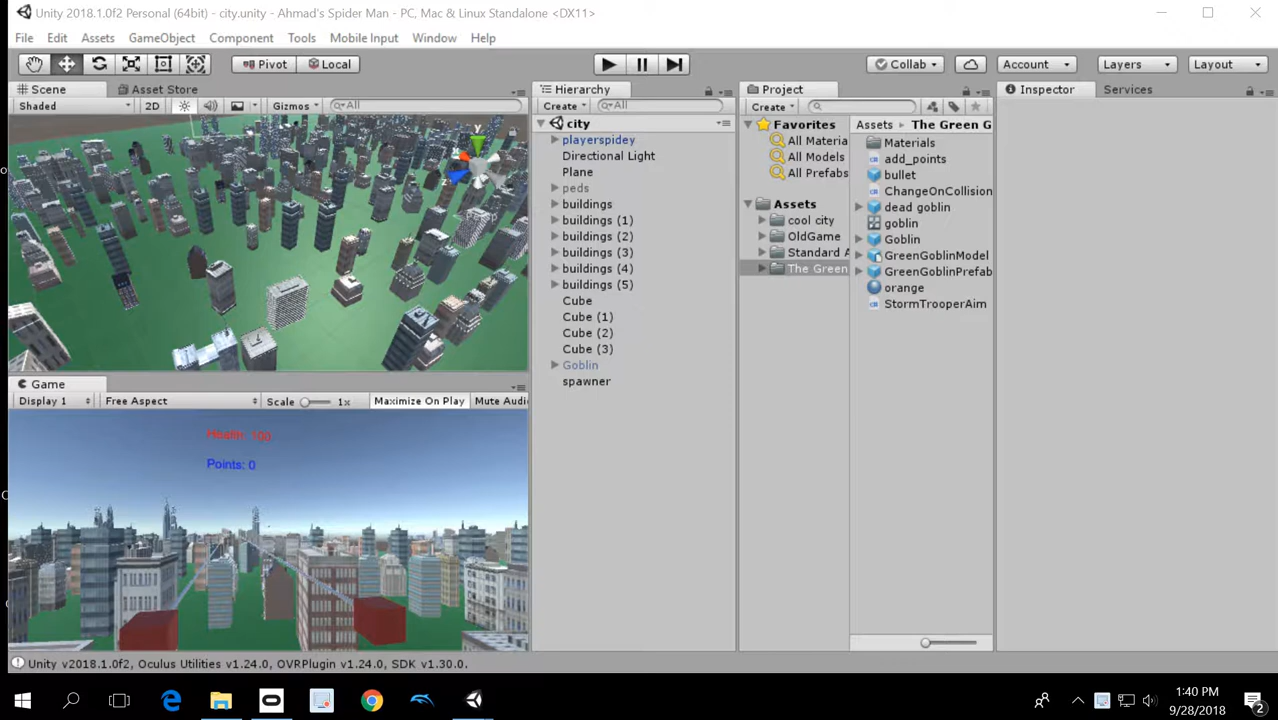 Unity 2018.1.0f2 Personal (64bit) - city.unity - Ahmad's Spider Man - PC, Mac & Linux Standalone <DX11>
File Edit Assets GameObject Component Tools Mobile Input Window Help
Pivot Local Collab Account Layers Layout
Scene Asset Store
Shaded 2D Gizmos All
Hierarchy
Create All
city
playerspidey
Directional Light
Plane
peds
buildings
buildings (1)
buildings (2)
buildings (3)
buildings (4)
buildings (5)
Cube
Cube (1)
Cube (2)
Cube (3)
Goblin
spawner
Project
Create
Favorites
All Materia
All Models
All Prefabs
Assets
cool city
OldGame
Standard A
The Green
Assets The Green G
Materials
add_points
bullet
ChangeOnCollision
dead goblin
goblin
Goblin
GreenGoblinModel
GreenGoblinPrefab
orange
StormTrooperAim
Inspector Services
y
z
Game
Display 1 Free Aspect Scale 1x Maximize On Play Mute Audi
Health: 100
Points: 0
Unity v2018.1.0f2, Oculus Utilities v1.24.0, OVRPlugin v1.24.0, SDK v1.30.0.
1:40 PM
9/28/2018
2